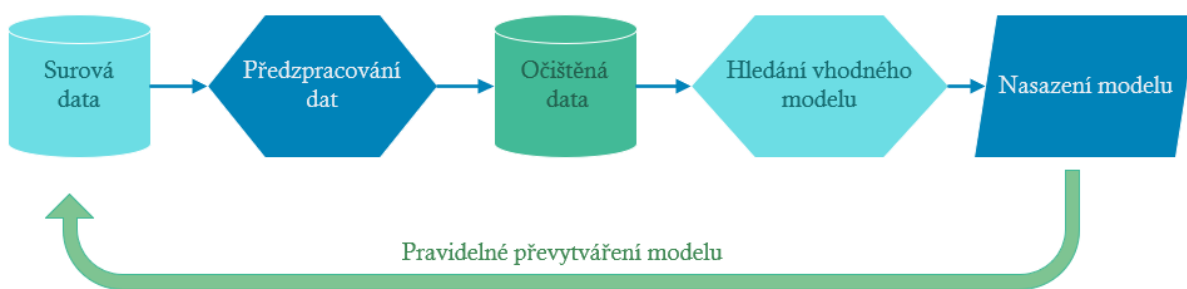 Surová
data
Předzpracování
dat
Očištěná
data
Hledání vhodného
modelu
Nasazení modelu
Pravidelné převytváření modelu